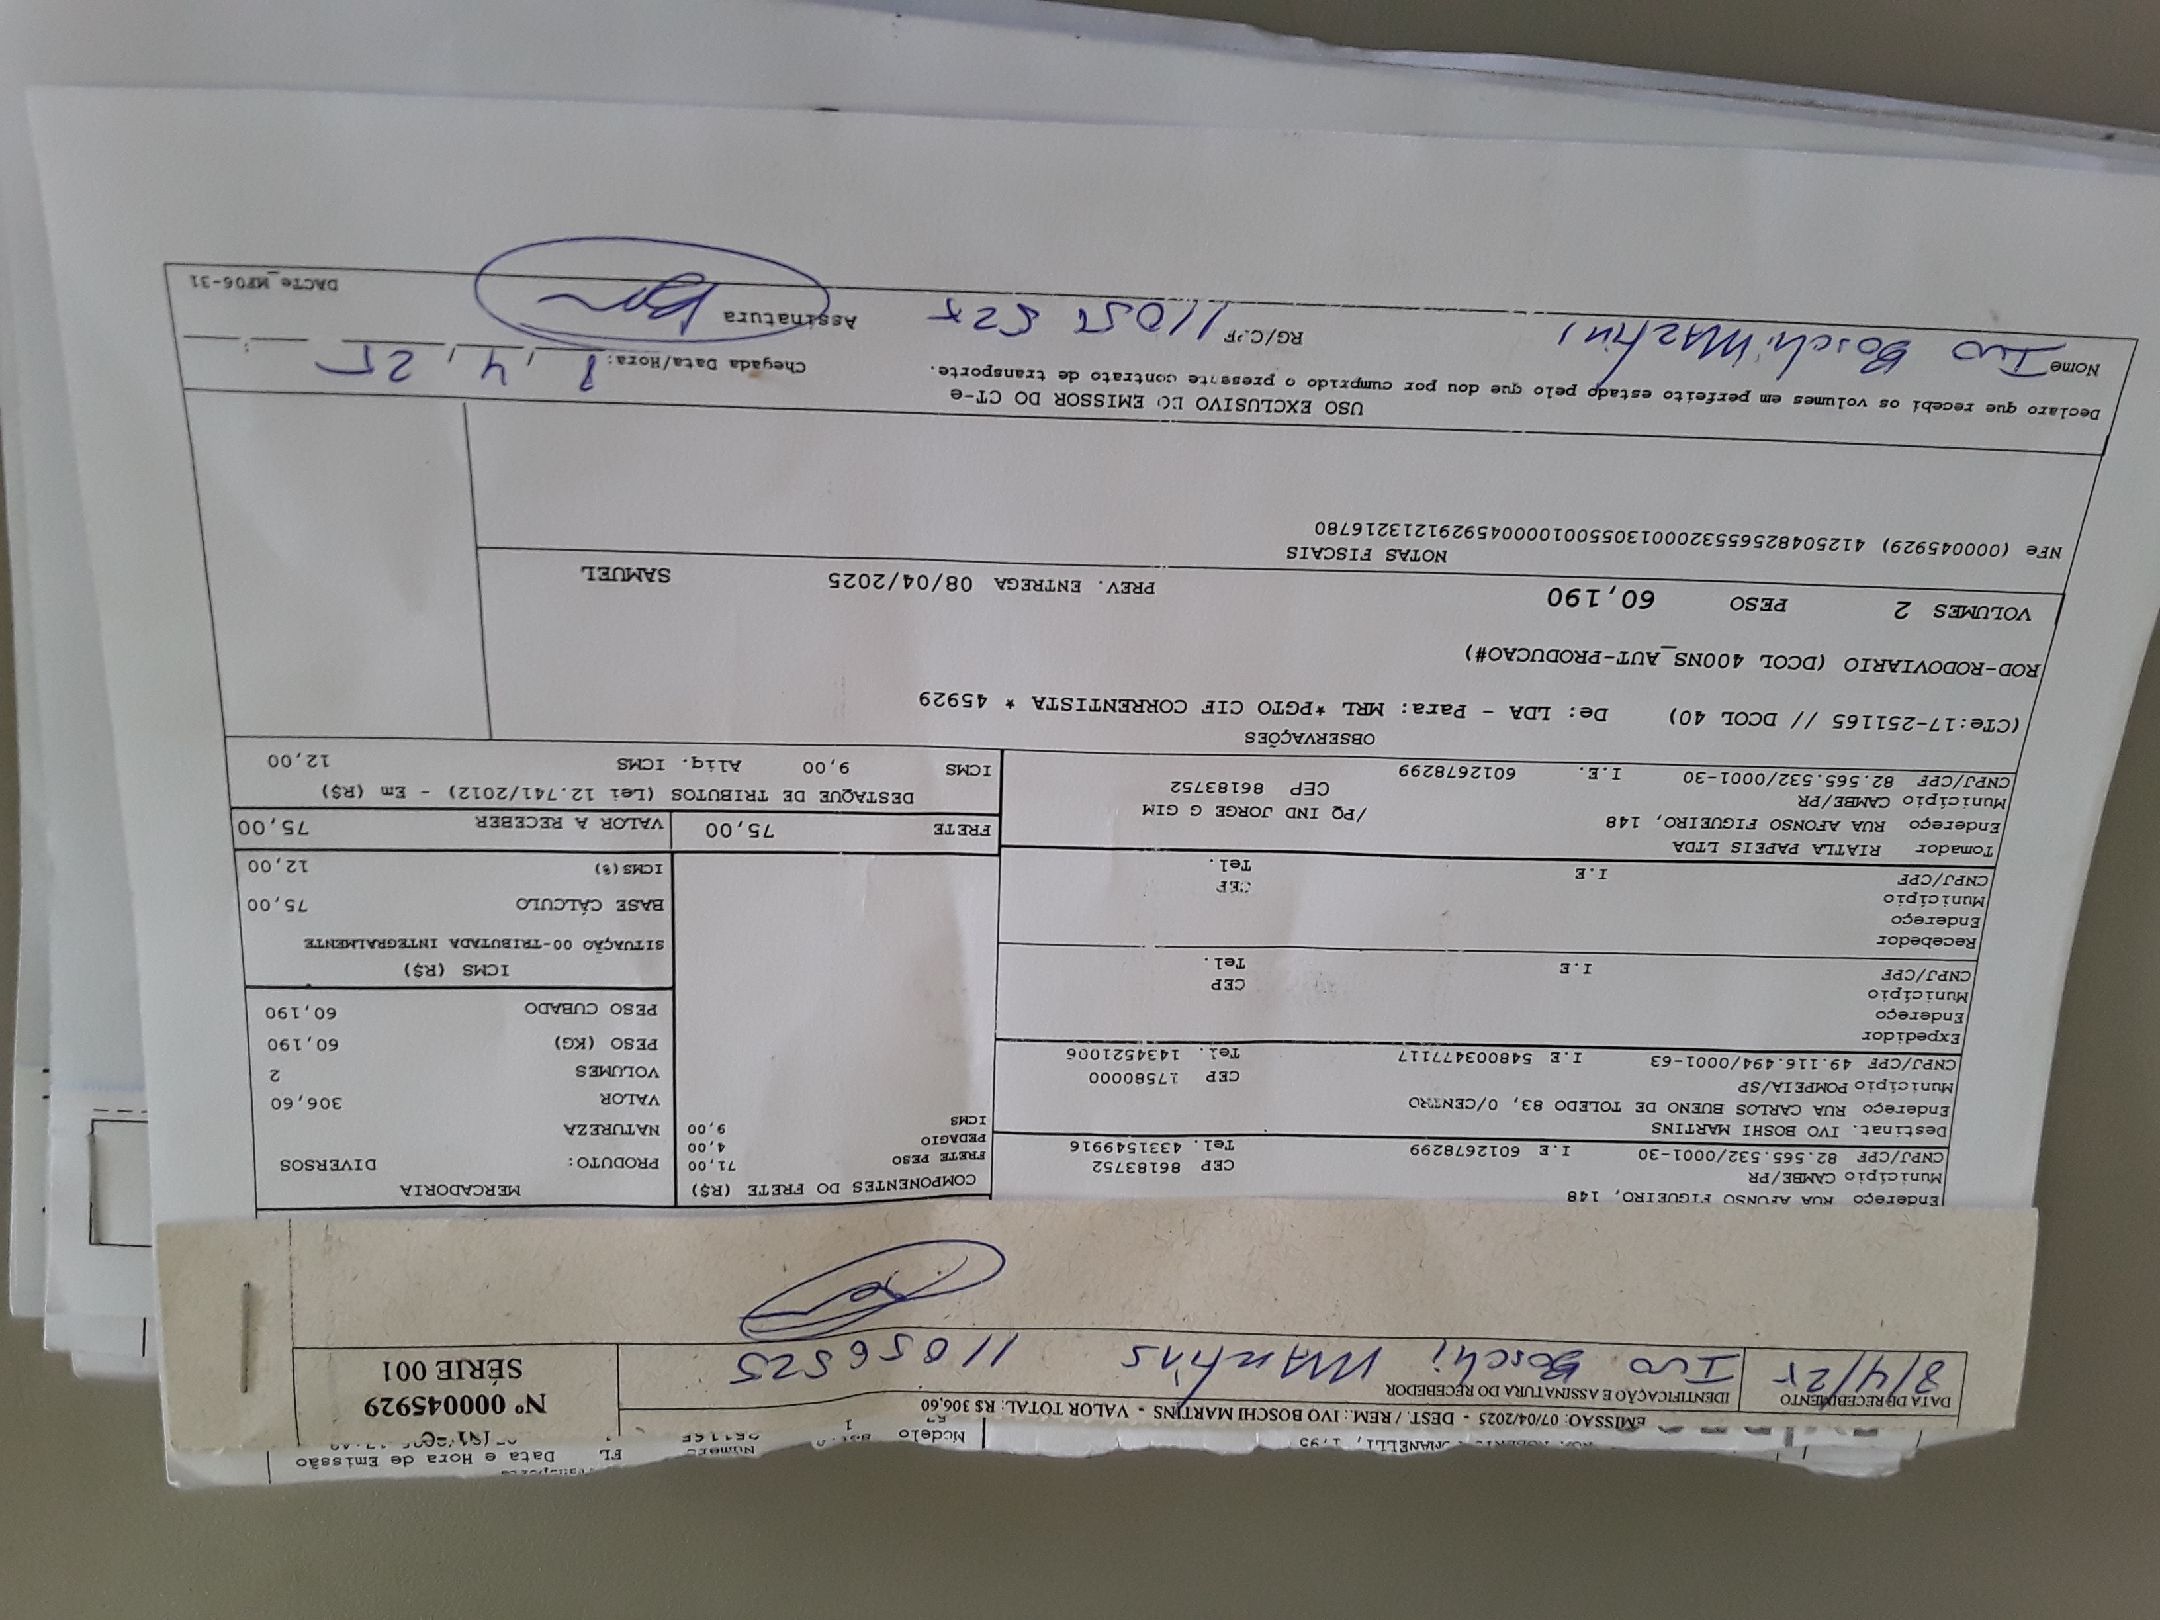 Data e Hora de Emissão
FL
Modelo
1
EMISSAO: 07/04/2025 - DEST. / REM.: IVO BOSCHI MARTINS - VALOR TOTAL: R$ 306,60
DATA DE RECEBIMENTO
8/4/25
IDENTIFICAÇÃO E ASSINATURA DO RECEBEDOR
Ivo Boschi Martins 11056525
Nº 000045929
SÉRIE 001
Endereço RUA AFONSO FIGUEIRO, 148
Município CAMBE/PR CEP 86183752
CNPJ/CPF 82.565.532/0001-30 I.E 6012678299 Tel. 4331549916
Destinat. IVO BOSHI MARTINS
Endereço RUA CARLOS BUENO DE TOLEDO 83, 0/CENTRO
Município POMPEIA/SP CEP 17580000
CNPJ/CPF 49.116.494/0001-63 I.E 548003477117 Tel. 1434521006
Expedidor
Endereço
Município CEP
CNPJ/CPF I.E Tel.
Recebedor
Endereço
Município CEP
CNPJ/CPF I.E Tel.
Tomador RIATLA PAPEIS LTDA
Endereço RUA AFONSO FIGUEIRO, 148 /PQ IND JORGE G GIM
Município CAMBE/PR CEP 86183752
CNPJ/CPF 82.565.532/0001-30 I.E. 6012678299
COMPONENTES DO FRETE (R$)
FRETE PESO 71,00
PEDAGIO 4,00
ICMS 9,00
MERCADORIA
PRODUTO: DIVERSOS
NATUREZA
VALOR 306,60
VOLUMES 2
PESO (KG) 60,190
PESO CUBADO 60,190
ICMS (R$)
SITUAÇÃO 00-TRIBUTADA INTEGRALMENTE
BASE CÁLCULO 75,00
ICMS(%) 12,00
FRETE 75,00
VALOR A RECEBER 75,00
DESTAQUE DE TRIBUTOS (Lei 12.741/2012) - Em (R$)
ICMS 9,00 Aliq. ICMS 12,00
OBSERVAÇÕES
(CTe:17-251165 // DCOL 40) De: LDA - Para: MRL *PGTO CIF CORRENTISTA * 45929
ROD-RODOVIARIO (DCOL 400NS_AUT-PRODUCAO#)
VOLUMES 2 PESO 60,190 PREV. ENTREGA 08/04/2025 SAMUEL
NOTAS FISCAIS
NFe (000045929) 41250482565532000130550010000459291213216780
USO EXCLUSIVO DO EMISSOR DO CT-e
Declaro que recebi os volumes em perfeito estado pelo que dou por cumprido o presente contrato de transporte.
Chegada Data/Hora: 8, 4, 25
Nome Ivo Boschi Martins RG/C.P.F 11056525 Assinatura
DACTe_MF06-31